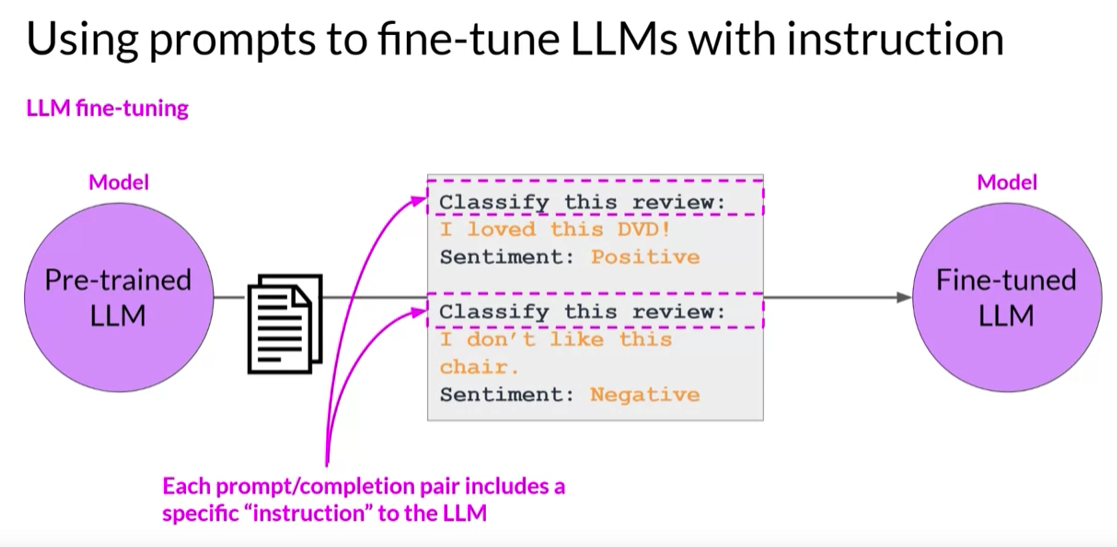 Using prompts to fine-tune LLMs with instruction
LLM fine-tuning
Model
Pre-trained
LLM
Classify this review:
I loved this DVD!
Sentiment: Positive
Classify this review:
I don't like this
chair.
Sentiment: Negative
Model
Fine-tuned
LLM
Each prompt/completion pair includes a
specific “instruction” to the LLM